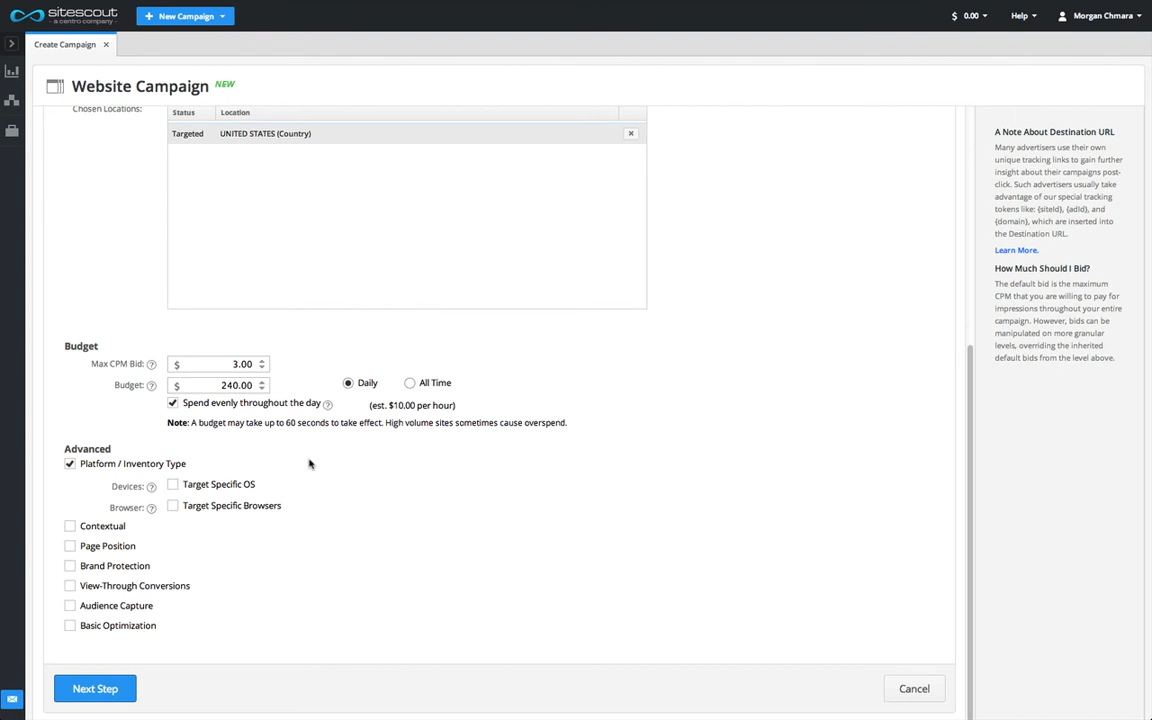 sitescout
a centro company
+ New Campaign
$ 0.00
Help
Morgan Chmara
Create Campaign ×
Website Campaign NEW
Chosen Locations:
Status Location
Targeted UNITED STATES (Country) ×
Budget
Max CPM Bid: ? $ 3.00
Budget: ? $ 240.00 Daily All Time
Spend evenly throughout the day ? (est. $10.00 per hour)
Note: A budget may take up to 60 seconds to take effect. High volume sites sometimes cause overspend.
Advanced
Platform / Inventory Type
Devices: ? Target Specific OS
Browser: ? Target Specific Browsers
Contextual
Page Position
Brand Protection
View-Through Conversions
Audience Capture
Basic Optimization
Next Step
Cancel
A Note About Destination URL
Many advertisers use their own
unique tracking links to gain further
insight about their campaigns post-
click. Such advertisers usually take
advantage of our special tracking
tokens like: {siteId}, {adId}, and
{domain}, which are inserted into
the Destination URL.
Learn More.
How Much Should I Bid?
The default bid is the maximum
CPM that you are willing to pay for
impressions throughout your entire
campaign. However, bids can be
manipulated on more granular
levels, overriding the inherited
default bids from the level above.